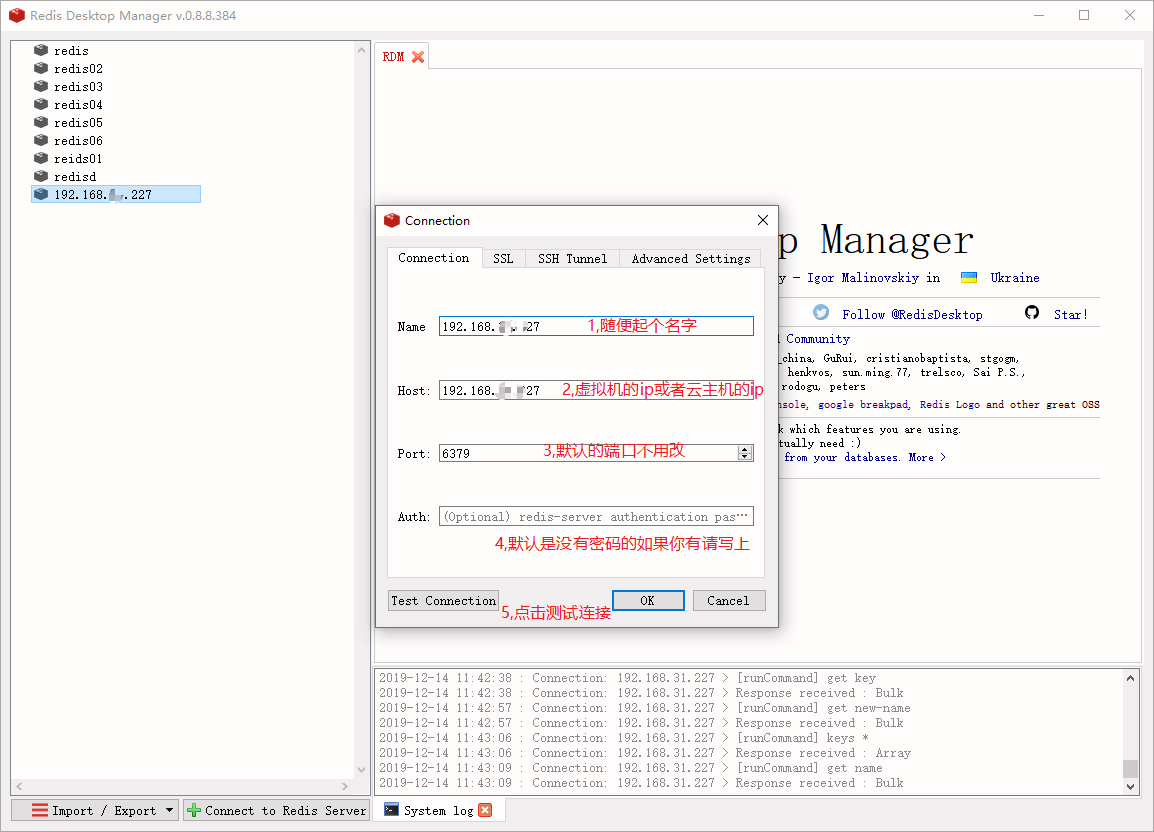 Redis Desktop Manager v.0.8.8.384
redis
redis02
redis03
redis04
redis05
redis06
reids01
redisd
192.168. .227
RDM
p Manager
y - Igor Malinovskiy in Ukraine
Follow @RedisDesktop Star!
Community
_china, GuRui, cristianobaptista, stgogm,
henkvos, sun.ming.77, trelsco, Sai P.S.,
rodogu, peters
nsole, google breakpad, Redis Logo and other great OSS
k which features you are using.
tually need :)
from your databases. More >
Connection
Connection SSL SSH Tunnel Advanced Settings
Name 192.168. 27 1,随便起个名字
Host: 192.168. 27 2,虚拟机的ip或者云主机的ip
Port: 6379 3,默认的端口不用改
Auth: (Optional) redis-server authentication pas…
4,默认是没有密码的如果你有请写上
Test Connection OK Cancel
5,点击测试连接
2019-12-14 11:42:38 : Connection: 192.168.31.227 > [runCommand] get key
2019-12-14 11:42:38 : Connection: 192.168.31.227 > Response received : Bulk
2019-12-14 11:42:57 : Connection: 192.168.31.227 > [runCommand] get new-name
2019-12-14 11:42:57 : Connection: 192.168.31.227 > Response received : Bulk
2019-12-14 11:43:06 : Connection: 192.168.31.227 > [runCommand] keys *
2019-12-14 11:43:06 : Connection: 192.168.31.227 > Response received : Array
2019-12-14 11:43:09 : Connection: 192.168.31.227 > [runCommand] get name
2019-12-14 11:43:09 : Connection: 192.168.31.227 > Response received : Bulk
Import / Export Connect to Redis Server System log